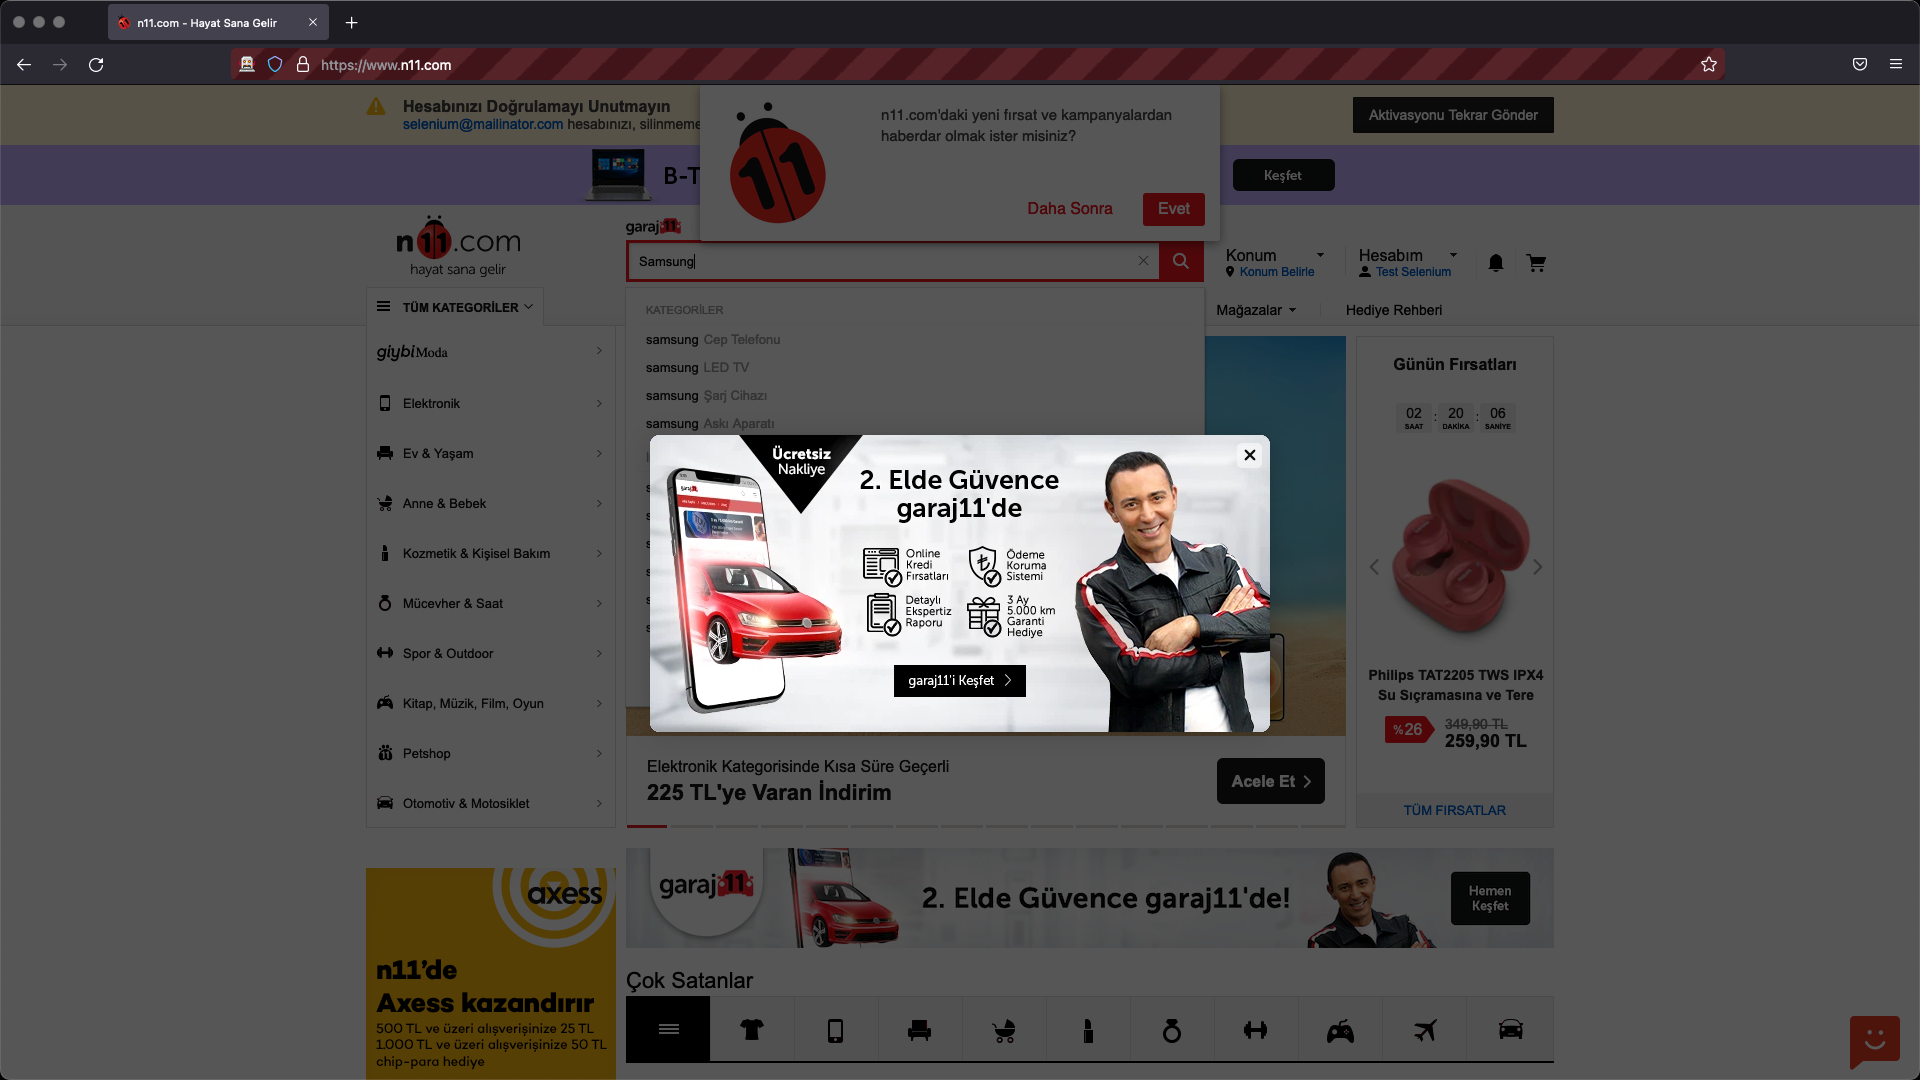 n11.com - Hayat Sana Gelir
https://www.n11.com
Hesabınızı Doğrulamayı Unutmayın
selenium@mailinator.com hesabınızı, silinmeme
n11.com'daki yeni fırsat ve kampanyalardan
haberdar olmak ister misiniz?
Daha Sonra
Evet
Aktivasyonu Tekrar Gönder
B-T
Keşfet
n11.com
hayat sana gelir
garaj11
Samsung
Konum
Konum Belirle
Hesabım
Test Selenium
TÜM KATEGORİLER
Mağazalar
Hediye Rehberi
giybiModa
Elektronik
Ev & Yaşam
Anne & Bebek
Kozmetik & Kişisel Bakım
Mücevher & Saat
Spor & Outdoor
Kitap, Müzik, Film, Oyun
Petshop
Otomotiv & Motosiklet
KATEGORİLER
samsung Cep Telefonu
samsung LED TV
samsung Şarj Cihazı
samsung Askı Aparatı
Ücretsiz
Nakliye
garaj11
2. Elde Güvence
garaj11'de
Online
Kredi
Fırsatları
Ödeme
Koruma
Sistemi
Detaylı
Ekspertiz
Raporu
3 Ay
5.000 km
Garanti
Hediye
garaj11'i Keşfet
Elektronik Kategorisinde Kısa Süre Geçerli
225 TL'ye Varan İndirim
Acele Et
Günün Fırsatları
02 : 20 : 06
SAAT DAKİKA SANİYE
Philips TAT2205 TWS IPX4
Su Sıçramasına ve Tere
%26
349,90 TL
259,90 TL
TÜM FIRSATLAR
axess
n11'de
Axess kazandırır
500 TL ve üzeri alışverişinize 25 TL
1.000 TL ve üzeri alışverişinize 50 TL
chip-para hediye
garaj11
2. Elde Güvence garaj11'de!
Hemen
Keşfet
Çok Satanlar